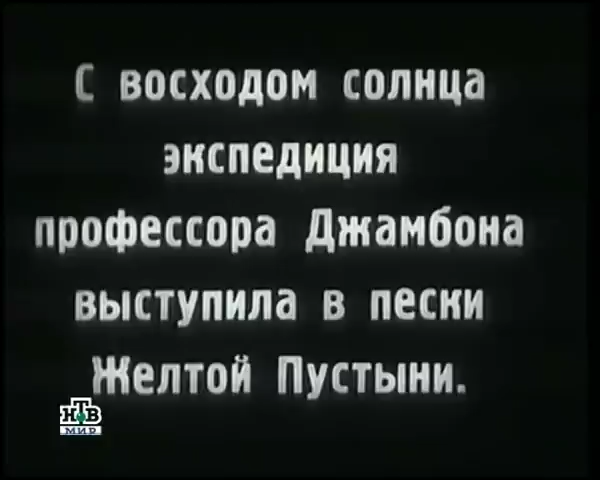 С восходом солнца
экспедиция
профессора Джамбона
выступила в пески
Желтой Пустыни.
НТВ
МИР